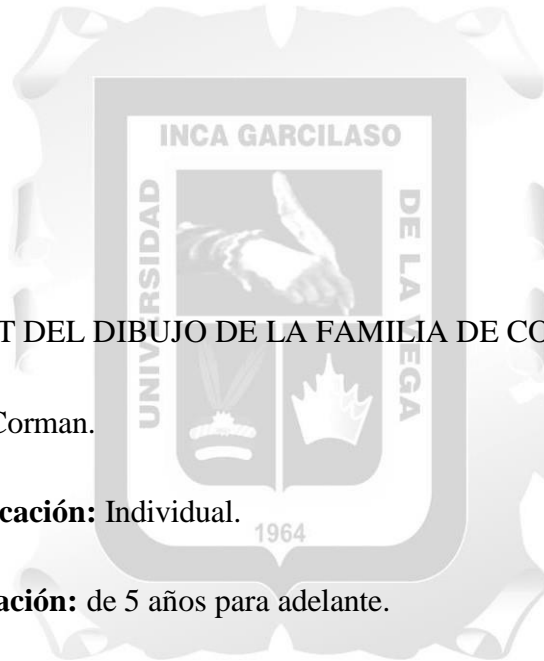 INCA GARCILASO
UNIVERSIDAD
DE LA VEGA
T DEL DIBUJO DE LA FAMILIA DE CO
Corman.
cación: Individual.
1964
ación: de 5 años para adelante.